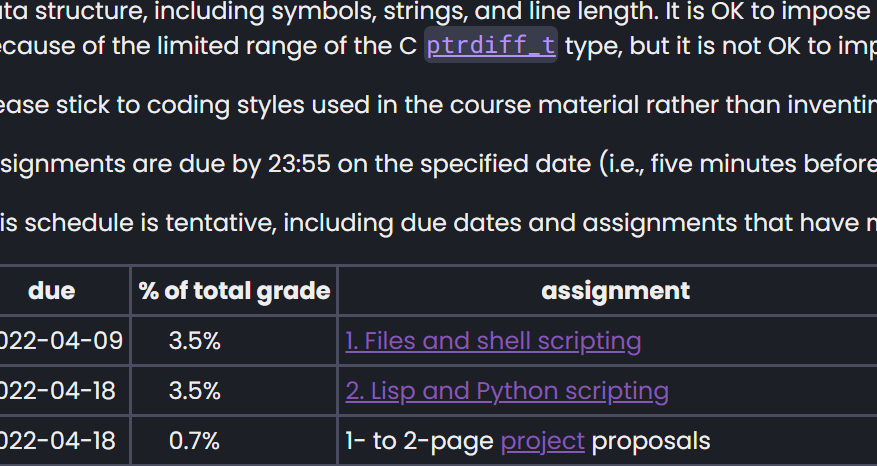 ta structure, including symbols, strings, and line length. It is OK to impose
ecause of the limited range of the C ptrdiff_t type, but it is not OK to imp
ease stick to coding styles used in the course material rather than inventin
signments are due by 23:55 on the specified date (i.e., five minutes before
is schedule is tentative, including due dates and assignments that have m
due % of total grade assignment
022-04-09 3.5% 1. Files and shell scripting
022-04-18 3.5% 2. Lisp and Python scripting
022-04-18 0.7% 1- to 2-page project proposals